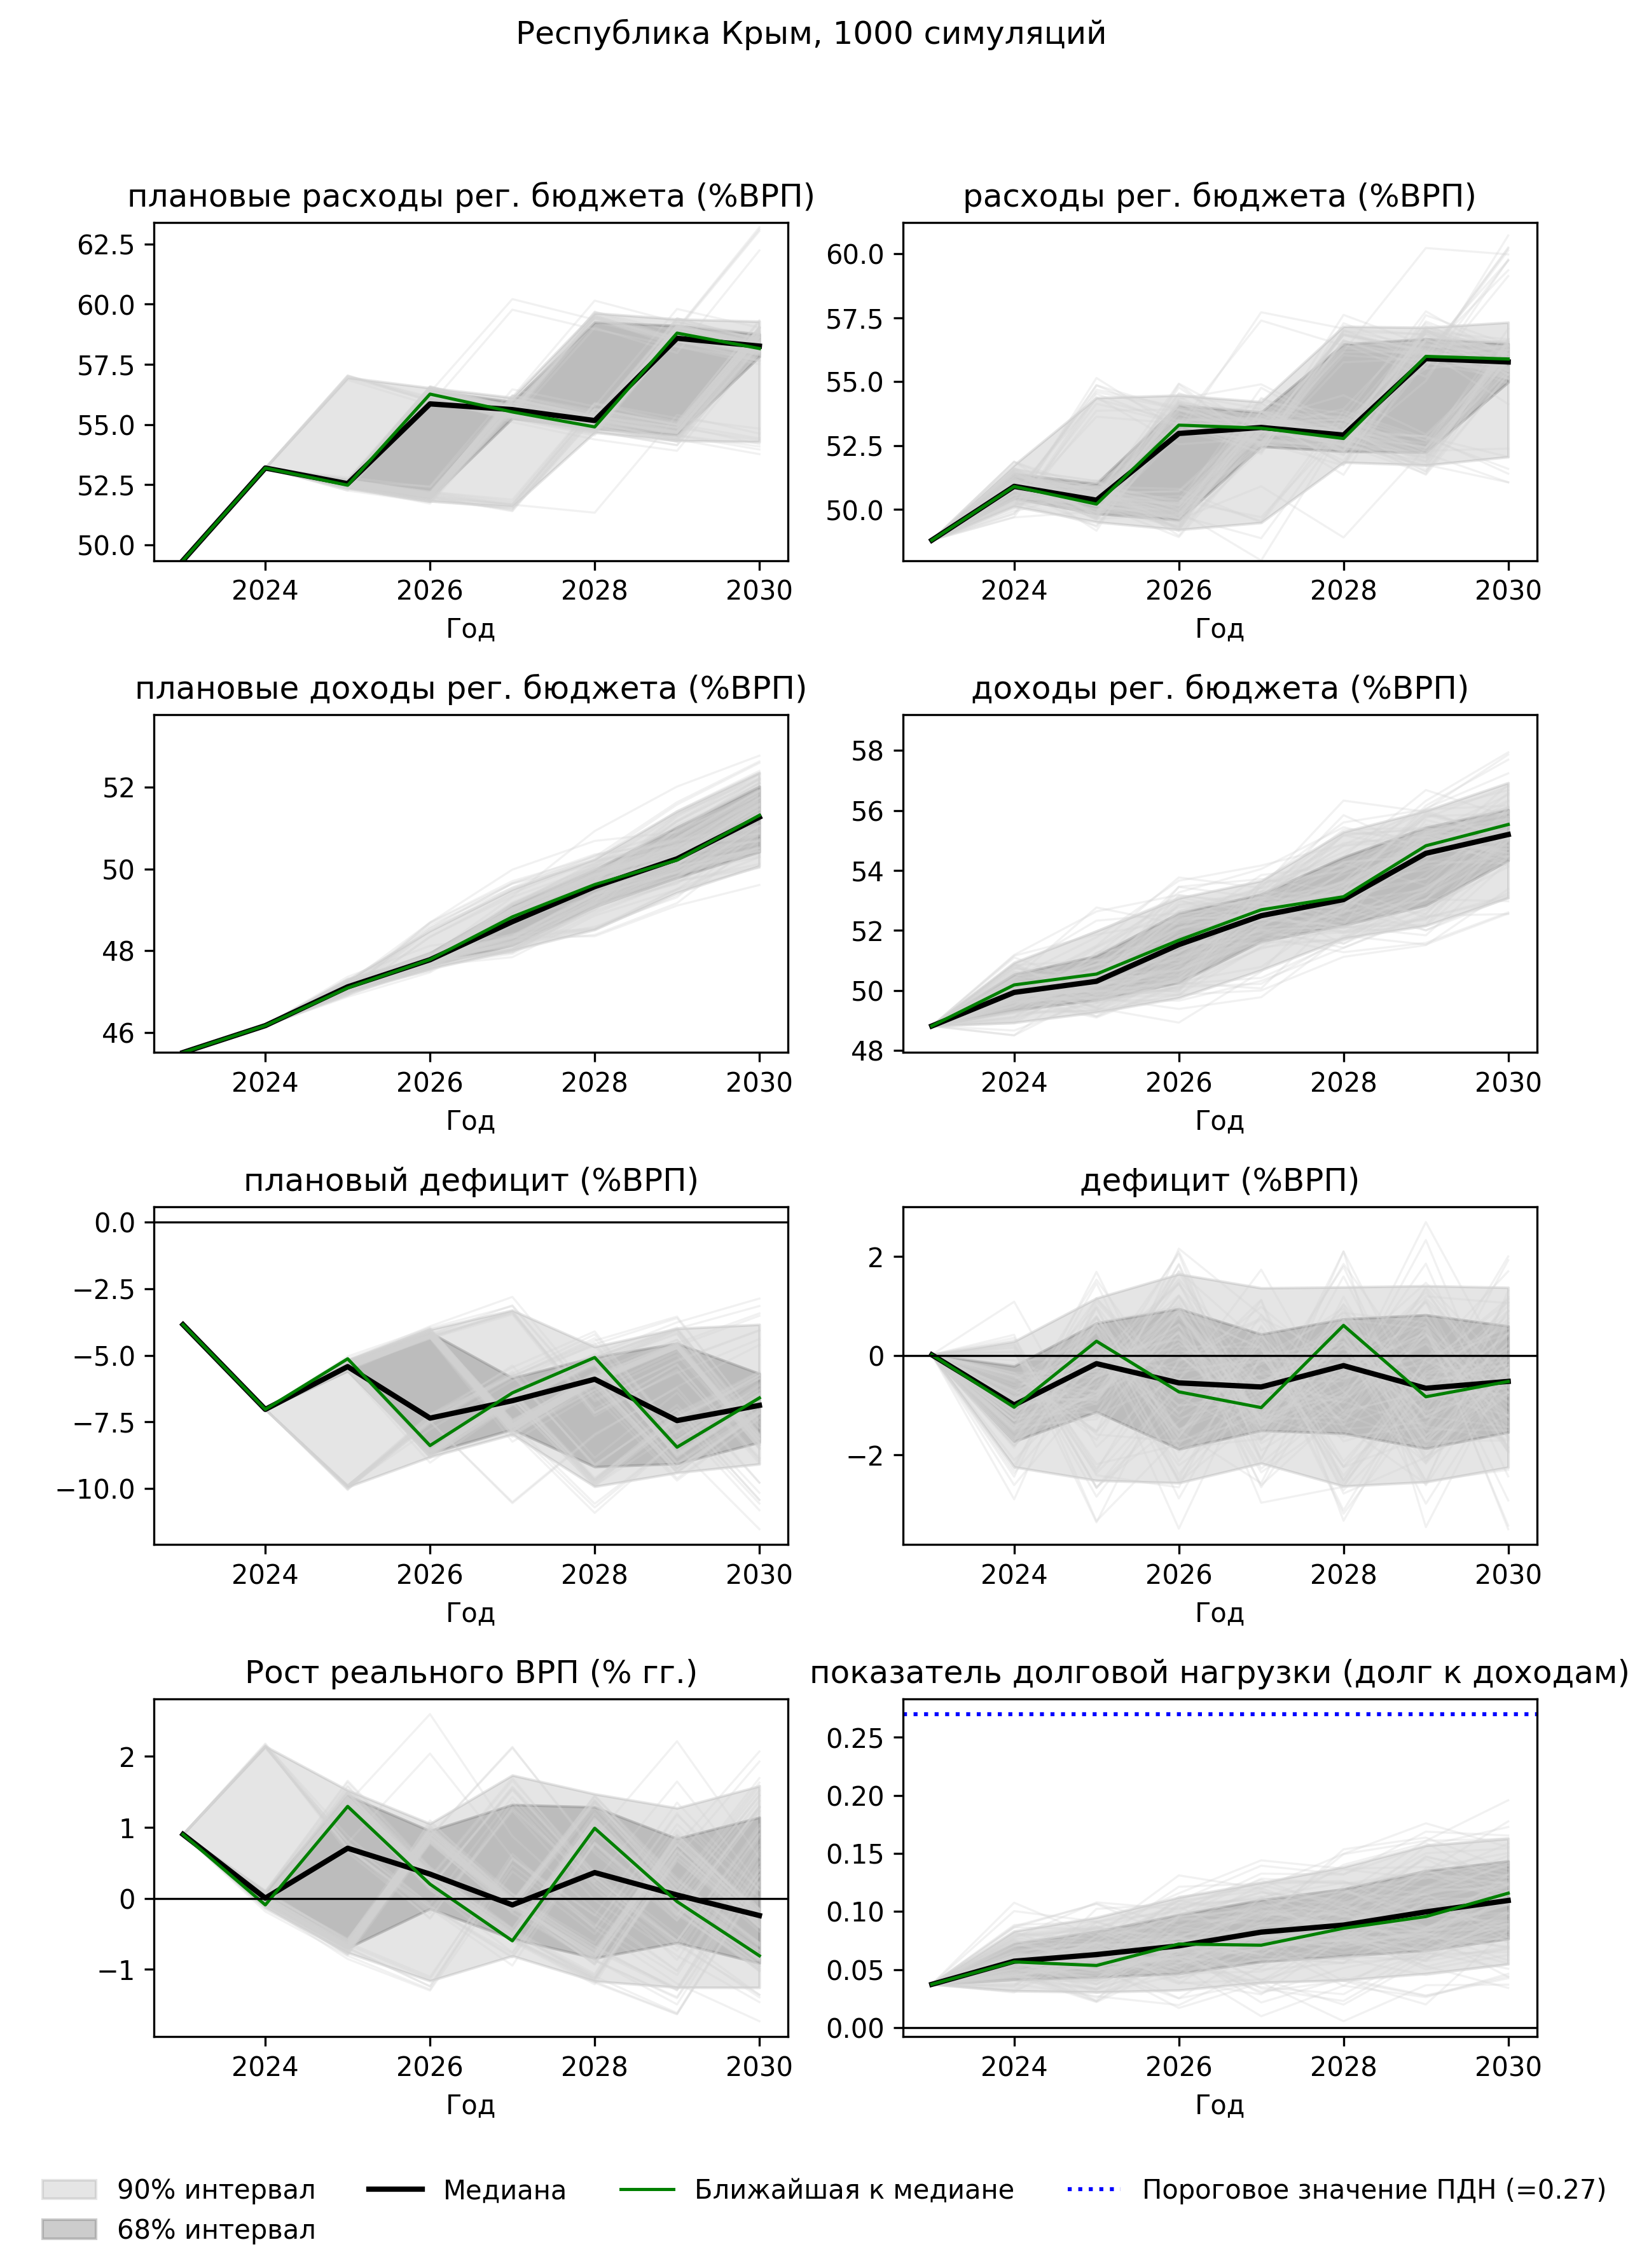 Республика Крым, 1000 симуляций
плановые расходы рег. бюджета (%ВРП)
62.5
60.0
57.5
55.0
52.5
50.0
2024 2026 2028 2030
Год
расходы рег. бюджета (%ВРП)
60.0
57.5
55.0
52.5
50.0
2024 2026 2028 2030
Год
плановые доходы рег. бюджета (%ВРП)
52
50
48
46
2024 2026 2028 2030
Год
доходы рег. бюджета (%ВРП)
58
56
54
52
50
48
2024 2026 2028 2030
Год
плановый дефицит (%ВРП)
0.0
−2.5
−5.0
−7.5
−10.0
2024 2026 2028 2030
Год
дефицит (%ВРП)
2
0
−2
2024 2026 2028 2030
Год
Рост реального ВРП (% гг.)
2
1
0
−1
2024 2026 2028 2030
Год
показатель долговой нагрузки (долг к доходам)
0.25
0.20
0.15
0.10
0.05
0.00
2024 2026 2028 2030
Год
90% интервал
68% интервал
Медиана
Ближайшая к медиане
Пороговое значение ПДН (=0.27)